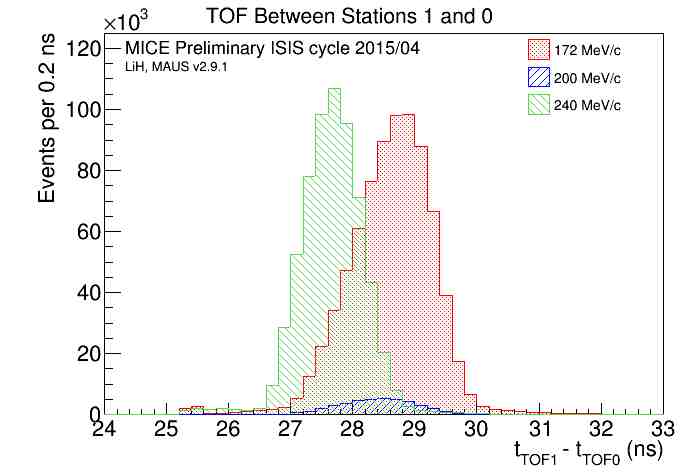 TOF Between Stations 1 and 0
×10³
Events per 0.2 ns
MICE Preliminary ISIS cycle 2015/04
LiH, MAUS v2.9.1
172 MeV/c
200 MeV/c
240 MeV/c
120
100
80
60
40
20
0
24 25 26 27 28 29 30 31 32 33
t_TOF1 - t_TOF0 (ns)